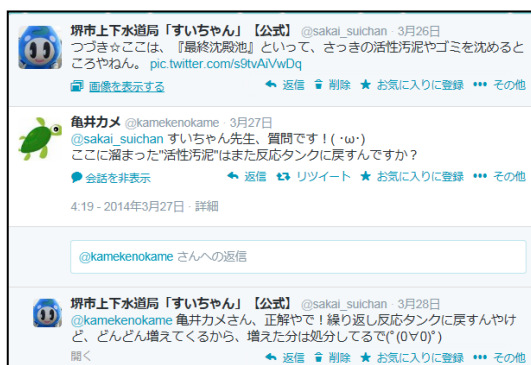 堺市上下水道局「すいちゃん」【公式】 @sakai_suichan · 3月26日
つづき☆ここは、『最終沈殿池』といって、さっきの活性汚泥やゴミを沈めると
ころやねん。 pic.twitter.com/s9tvAiVwDq
画像を表示する 返信 削除 お気に入りに登録 その他
亀井カメ @kamekenokame · 3月27日
@sakai_suichan すいちゃん先生、質問です！( ･ω･)
ここに溜まった"活性汚泥"はまた反応タンクに戻すんですか？
会話を非表示 返信 リツイート お気に入りに登録 その他
4:19 - 2014年3月27日 · 詳細
@kamekenokame さんへの返信
堺市上下水道局「すいちゃん」【公式】 @sakai_suichan · 3月28日
@kamekenokame 亀井カメさん、正解やで！繰り返し反応タンクに戻すんやけ
ど、どんどん増えてくるから、増えた分は処分してるで(°(0∀0)°)
開く 返信 削除 お気に入りに登録 その他